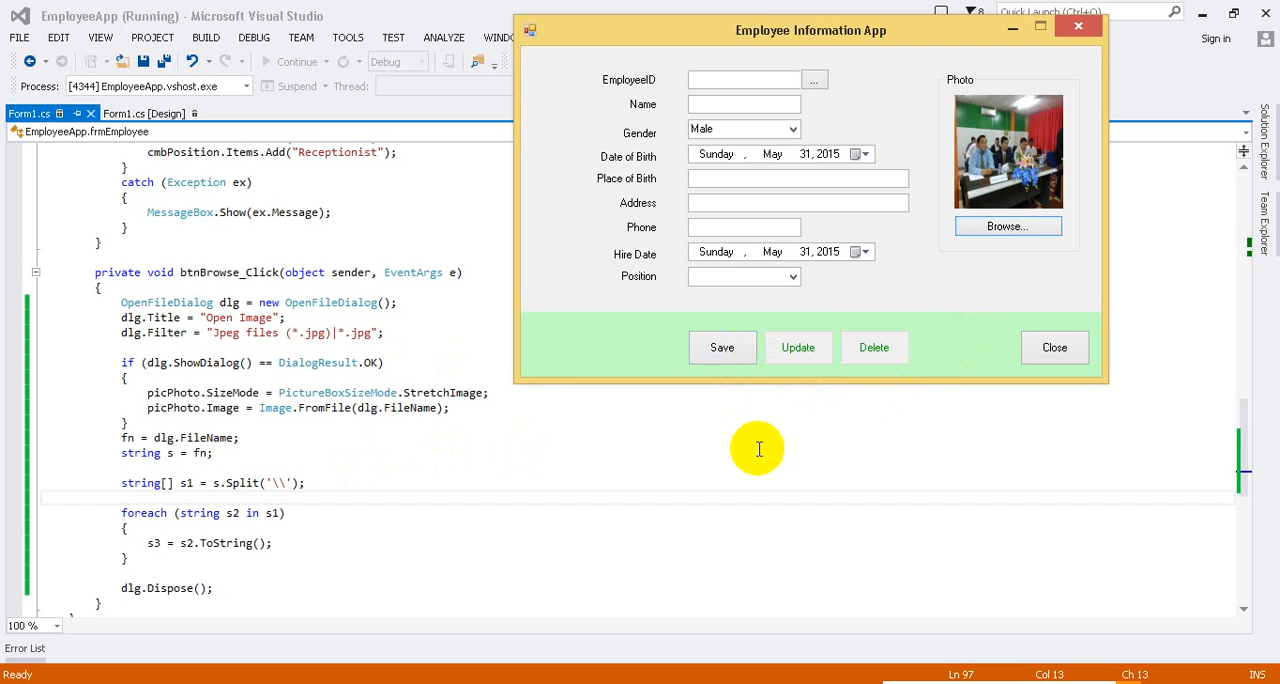 EmployeeApp (Running) - Microsoft Visual Studio
8
Quick Launch (Ctrl+Q)
FILE EDIT VIEW PROJECT BUILD DEBUG TEAM TOOLS TEST ANALYZE WINDO
Sign in
Continue Debug
Process: [4344] EmployeeApp.vshost.exe Suspend Thread:
Form1.cs Form1.cs [Design]
EmployeeApp.frmEmployee
cmbPosition.Items.Add("Receptionist");
}
catch (Exception ex)
{
MessageBox.Show(ex.Message);
}
}
private void btnBrowse_Click(object sender, EventArgs e)
{
OpenFileDialog dlg = new OpenFileDialog();
dlg.Title = "Open Image";
dlg.Filter = "Jpeg files (*.jpg)|*.jpg";
if (dlg.ShowDialog() == DialogResult.OK)
{
picPhoto.SizeMode = PictureBoxSizeMode.StretchImage;
picPhoto.Image = Image.FromFile(dlg.FileName);
}
fn = dlg.FileName;
string s = fn;
string[] s1 = s.Split('\\');
foreach (string s2 in s1)
{
s3 = s2.ToString();
}
dlg.Dispose();
}
100 %
Error List
Ready
Ln 97 Col 13 Ch 13 INS
Solution Explorer
Team Explorer
Employee Information App
EmployeeID ...
Name
Gender Male
Date of Birth Sunday , May 31, 2015
Place of Birth
Address
Phone
Hire Date Sunday , May 31, 2015
Position
Photo
Browse...
Save Update Delete Close